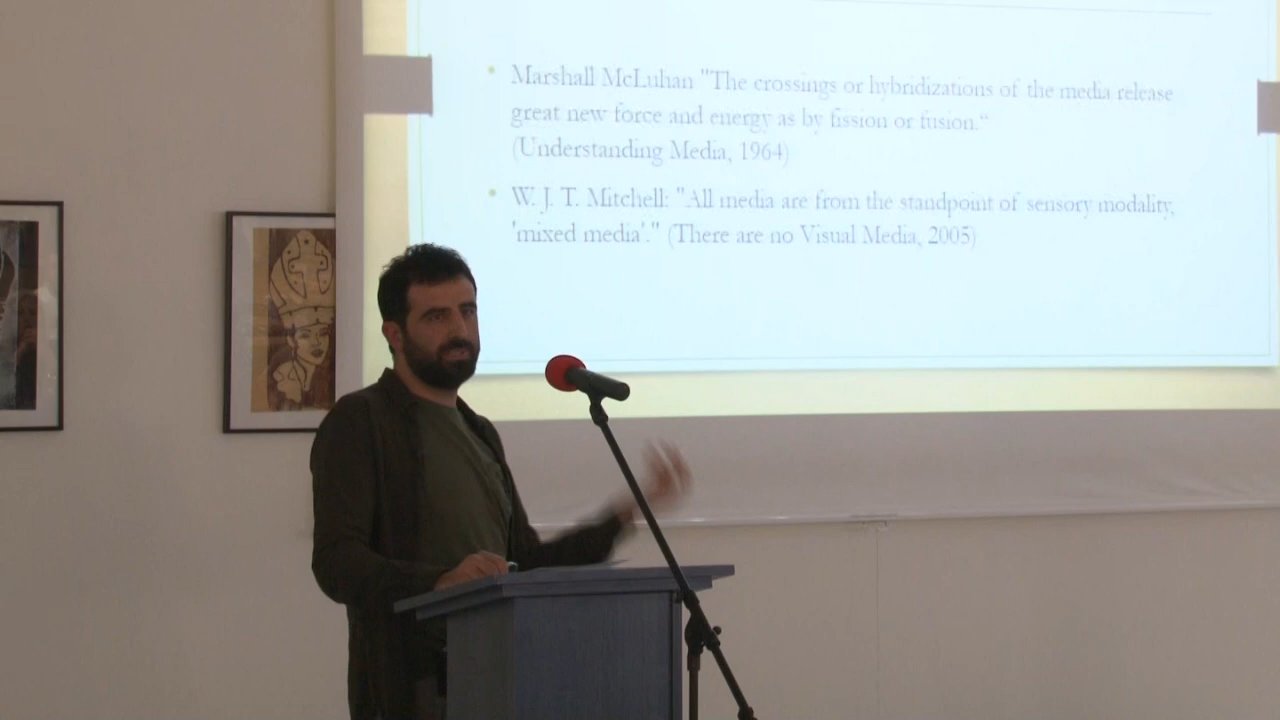 • Marshall McLuhan "The crossings or hybridizations of the media release
great new force and energy as by fission or fusion.“
(Understanding Media, 1964)
• W. J. T. Mitchell: "All media are from the standpoint of sensory modality,
'mixed media'." (There are no Visual Media, 2005)